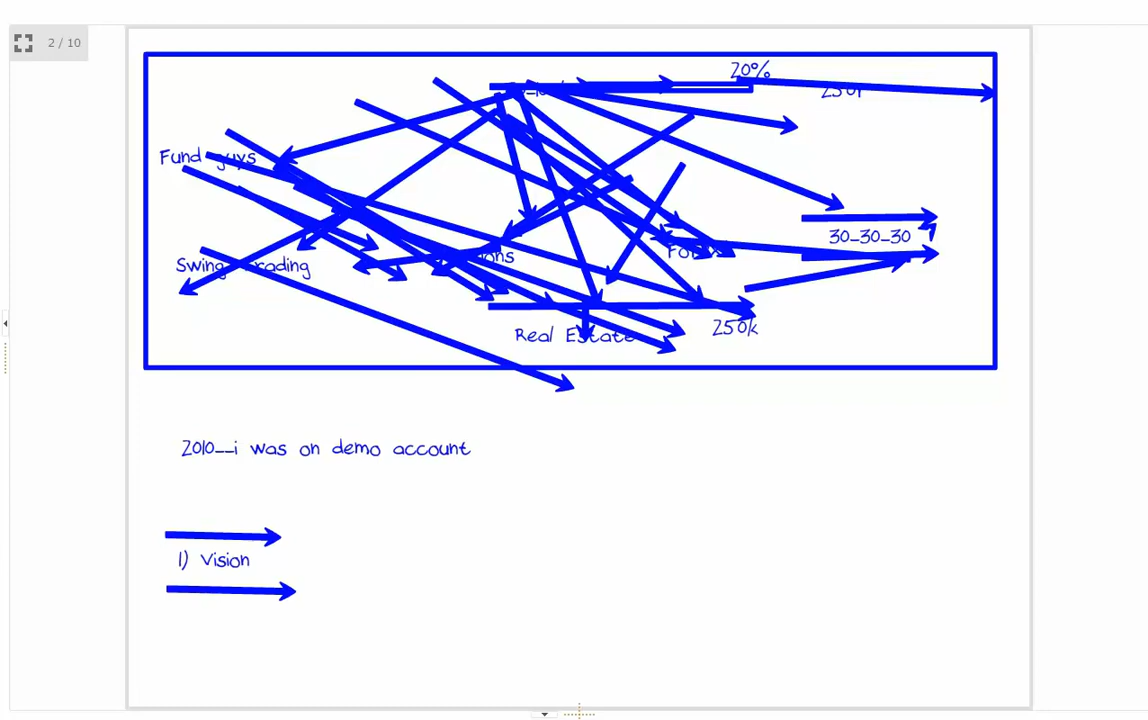 2 / 10
20%
Fund guys
30-30-30
Swing Trading
Real Estate
250k
2010__i was on demo account
1) Vision